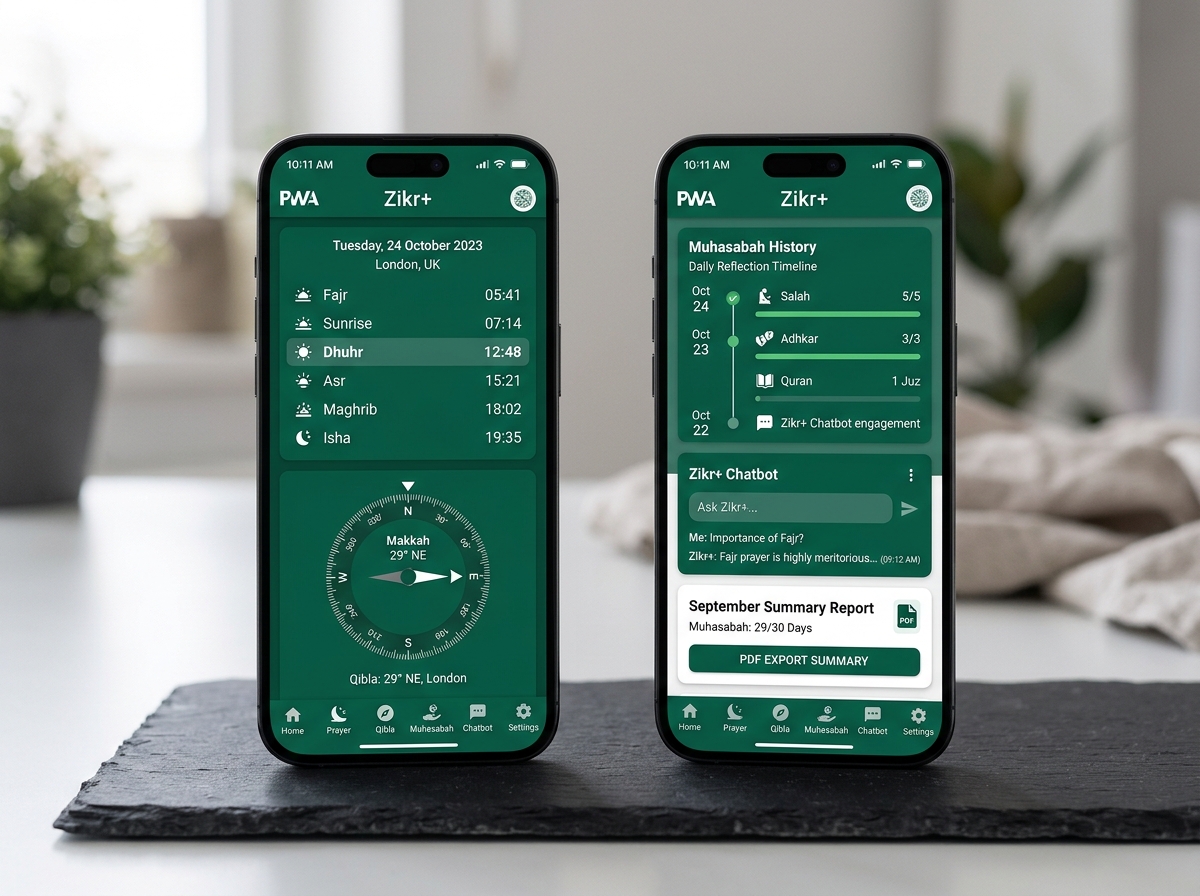 10:11 AM
PWA
Zikr+
Tuesday, 24 October 2023
London, UK
Fajr 05:41
Sunrise 07:14
Dhuhr 12:48
Asr 15:21
Maghrib 18:02
Isha 19:35
N
Makkah
29° NE
W
E
S
Qibla: 29° NE, London
Home Prayer Qibla Muhasabah Chatbot Settings
10:11 AM
PWA
Zikr+
Muhasabah History
Daily Reflection Timeline
Oct 24
Salah 5/5
Oct 23
Adhkar 3/3
Quran 1 Juz
Oct 22
Zikr+ Chatbot engagement
Zikr+ Chatbot
Ask Zikr+...
Me: Importance of Fajr?
Zikr+: Fajr prayer is highly meritorious... (09:12 AM)
September Summary Report
PDF
Muhasabah: 29/30 Days
PDF EXPORT SUMMARY
Home Prayer Qibla Muhesabah Chatbot Settings